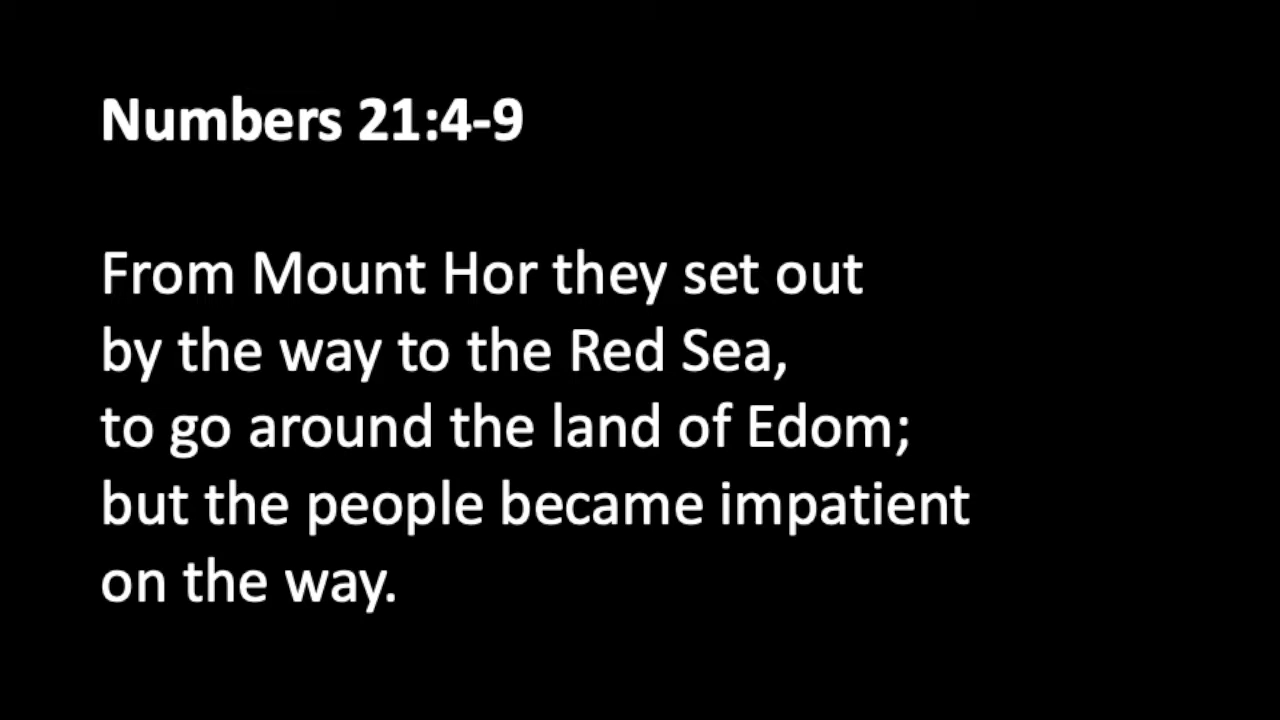 Numbers 21:4-9
From Mount Hor they set out
by the way to the Red Sea,
to go around the land of Edom;
but the people became impatient
on the way.